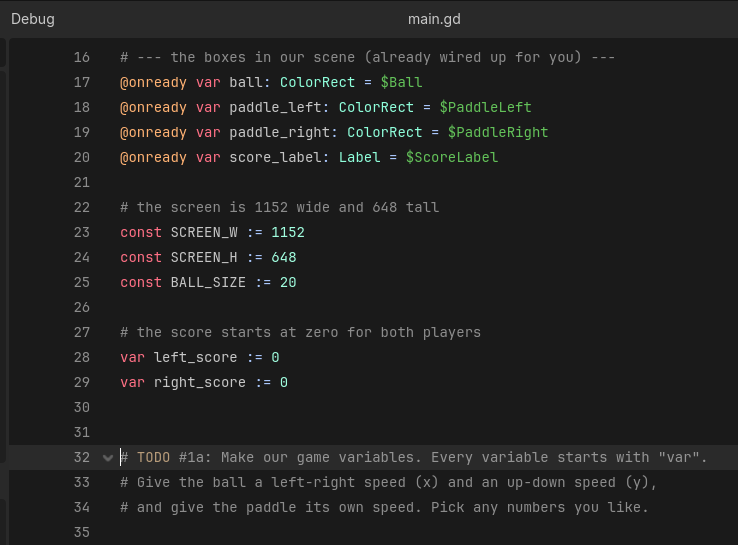 Debug
main.gd
16 # --- the boxes in our scene (already wired up for you) ---
17 @onready var ball: ColorRect = $Ball
18 @onready var paddle_left: ColorRect = $PaddleLeft
19 @onready var paddle_right: ColorRect = $PaddleRight
20 @onready var score_label: Label = $ScoreLabel
21
22 # the screen is 1152 wide and 648 tall
23 const SCREEN_W := 1152
24 const SCREEN_H := 648
25 const BALL_SIZE := 20
26
27 # the score starts at zero for both players
28 var left_score := 0
29 var right_score := 0
30
31
32 # TODO #1a: Make our game variables. Every variable starts with "var".
33 # Give the ball a left-right speed (x) and an up-down speed (y),
34 # and give the paddle its own speed. Pick any numbers you like.
35